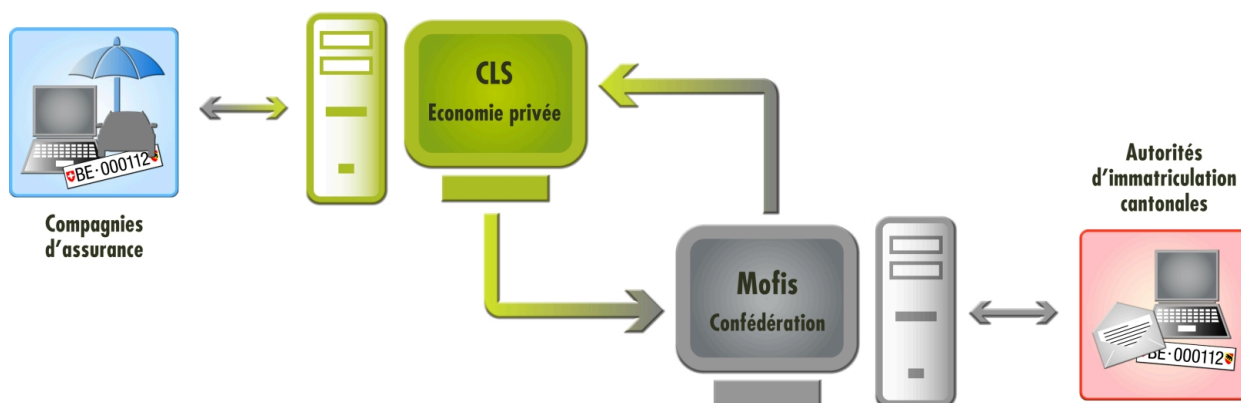 CLS
Economie privée
BE·000112
Compagnies
d'assurance
Autorités
d'immatriculation
cantonales
Mofis
Confédération
BE·000112